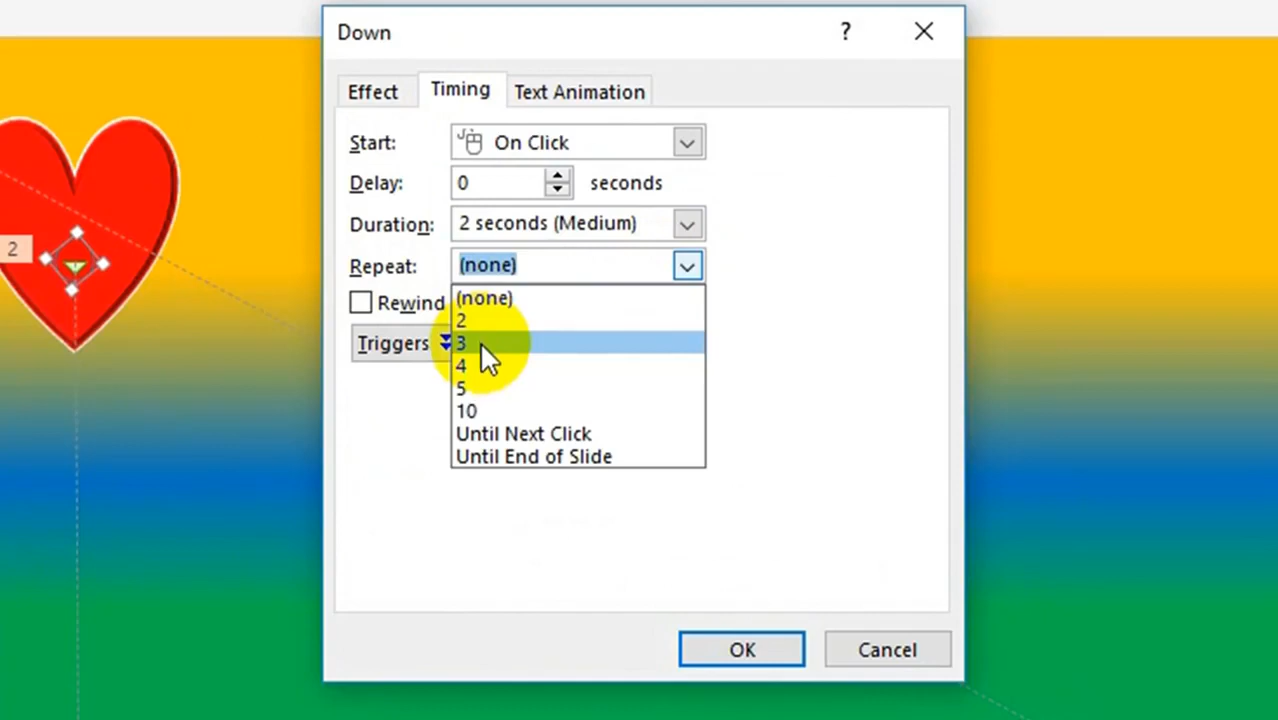 Down
?
Effect
Timing
Text Animation
Start: On Click
Delay: 0 seconds
Duration: 2 seconds (Medium)
Repeat: (none)
Rewind
(none)
2
Triggers
3
4
5
10
Until Next Click
Until End of Slide
2
OK
Cancel